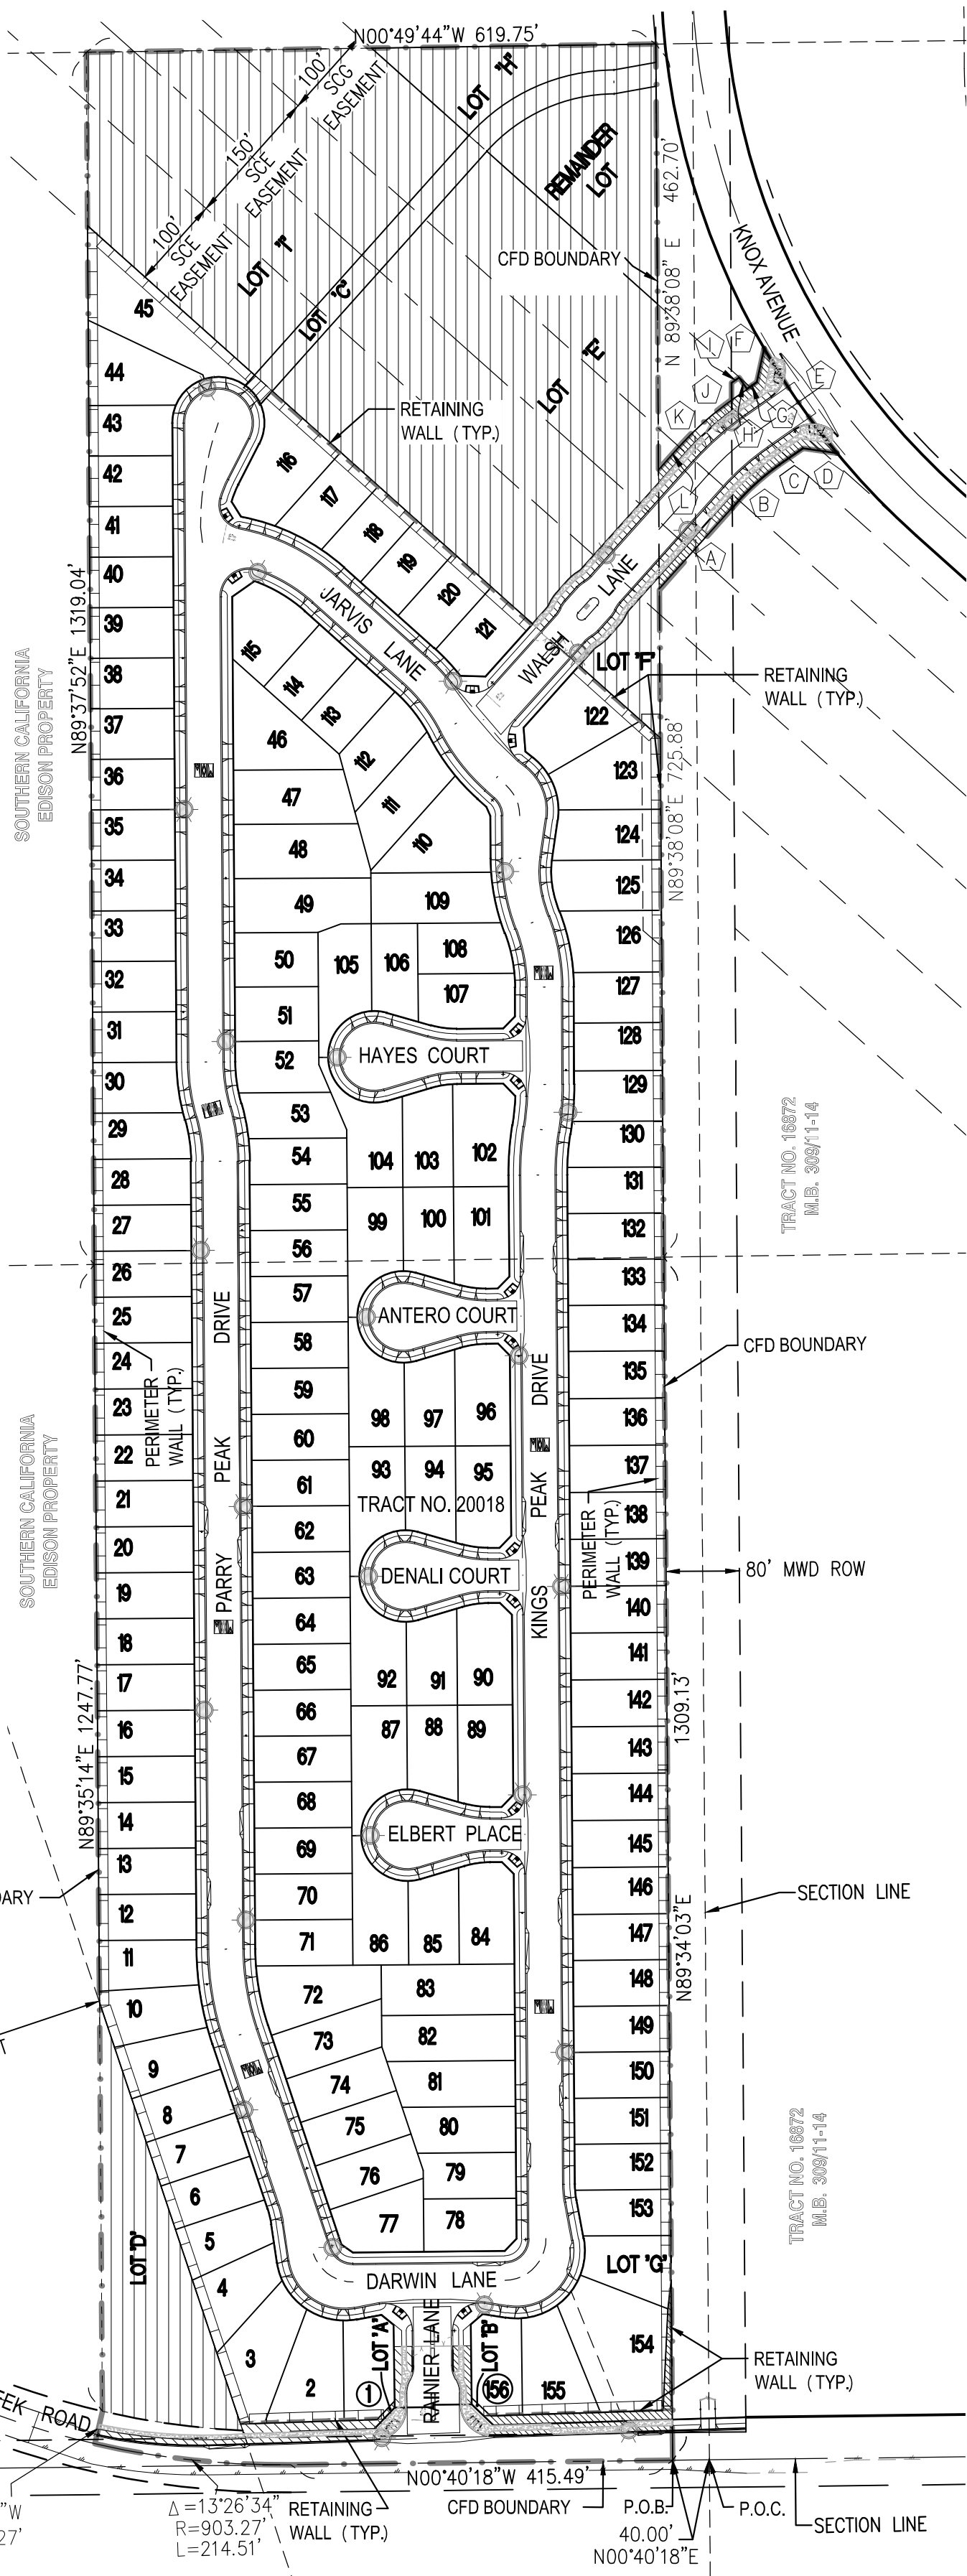 N00°49'44"W 619.75'
100'
SCG
EASEMENT
150'
SCE
EASEMENT
100'
SCE
EASEMENT
LOT "H"
REMAINDER
LOT
LOT "I"
LOT "C"
LOT "E"
CFD BOUNDARY
N 89°38'08" E 462.70'
KNOX AVENUE
I
F
J
E
K
G
H
L
C
D
B
A
45
44
43
42
41
40
39
38
37
36
35
34
33
32
31
30
29
28
27
26
25
24
23
22
21
20
19
18
17
16
15
14
13
12
11
10
9
8
7
6
5
4
3
2
1
RETAINING
WALL (TYP.)
116
117
118
119
120
121
JARVIS LANE
WALSH LANE
LOT "F"
RETAINING
WALL (TYP.)
115
114
113
112
111
110
109
108
107
106
105
46
47
48
49
50
51
52
53
54
55
56
57
58
59
60
61
62
63
64
65
66
67
68
69
70
71
72
73
74
75
76
77
122
123
124
125
126
127
128
129
130
131
132
133
134
135
136
137
138
139
140
141
142
143
144
145
146
147
148
149
150
151
152
153
154
155
156
N89°37'52"E 1319.04'
SOUTHERN CALIFORNIA
EDISON PROPERTY
N89°38'08"E 725.88'
HAYES COURT
104
103
102
99
100
101
TRACT NO. 16872
M.B. 309/11-14
ANTERO COURT
CFD BOUNDARY
PERIMETER
WALL (TYP.)
PARRY PEAK DRIVE
KINGS PEAK DRIVE
98
97
96
93
94
95
TRACT NO. 20018
SOUTHERN CALIFORNIA
EDISON PROPERTY
DENALI COURT
PERIMETER
WALL (TYP.)
80' MWD ROW
92
91
90
87
88
89
N89°35'14"E 1247.77'
1309.13'
N89°34'03"E
ELBERT PLACE
DARY
SECTION LINE
86
85
84
83
82
81
80
79
78
T
TRACT NO. 16872
M.B. 309/11-14
LOT "D"
DARWIN LANE
LOT "G"
LOT "A"
RAINIER LANE
LOT "B"
RETAINING
WALL (TYP.)
EEK ROAD
N00°40'18"W 415.49'
"W
27'
Δ=13°26'34"
R=903.27'
L=214.51'
RETAINING
WALL (TYP.)
CFD BOUNDARY
P.O.B.
P.O.C.
40.00'
N00°40'18"E
SECTION LINE